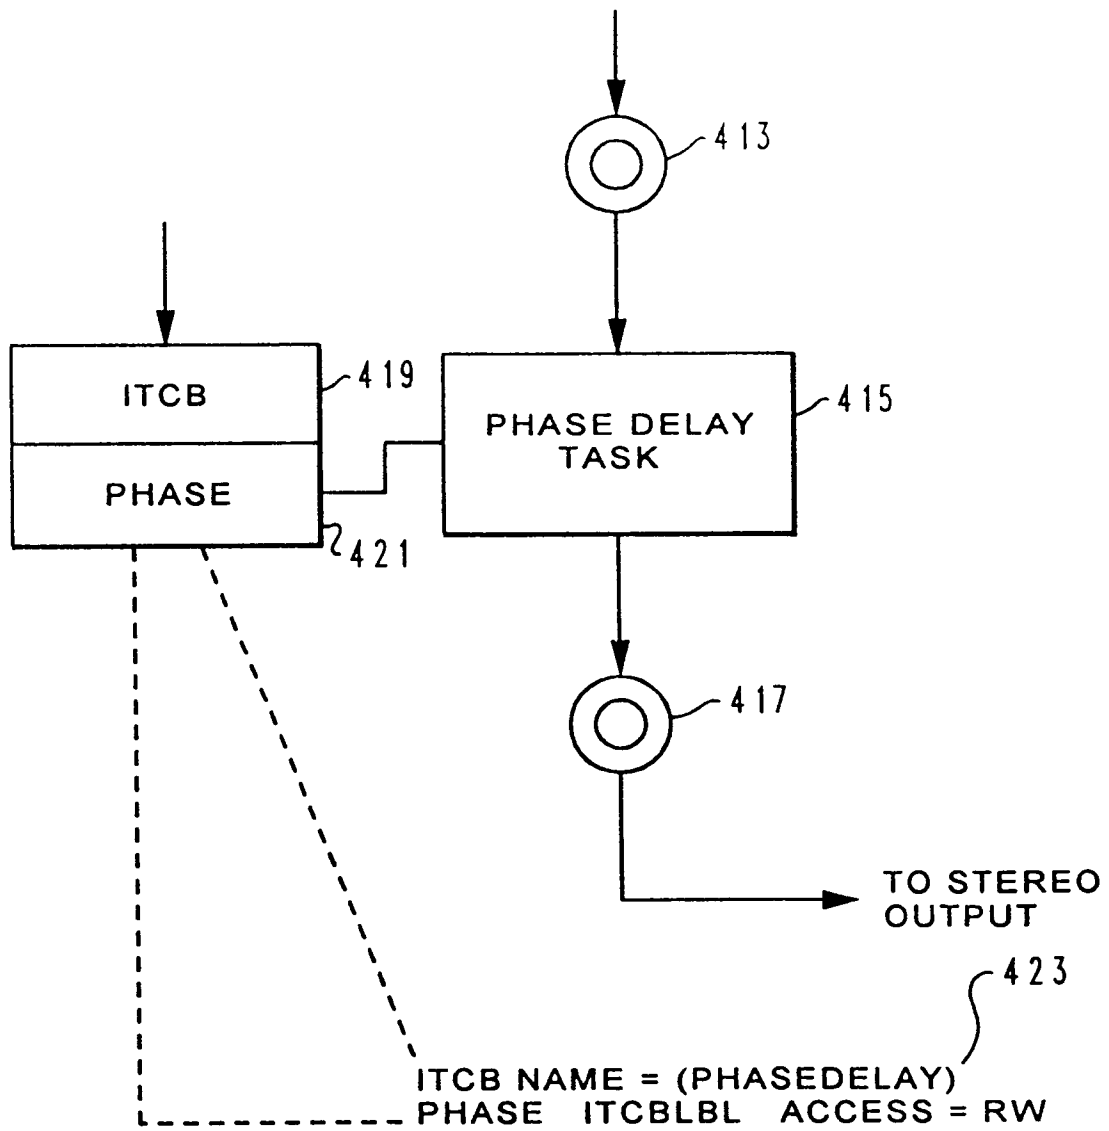 413
ITCB
419
PHASE
421
PHASE DELAY
TASK
415
417
TO STEREO
OUTPUT
423
ITCB NAME = (PHASEDELAY)
PHASE ITCBLBL ACCESS = RW